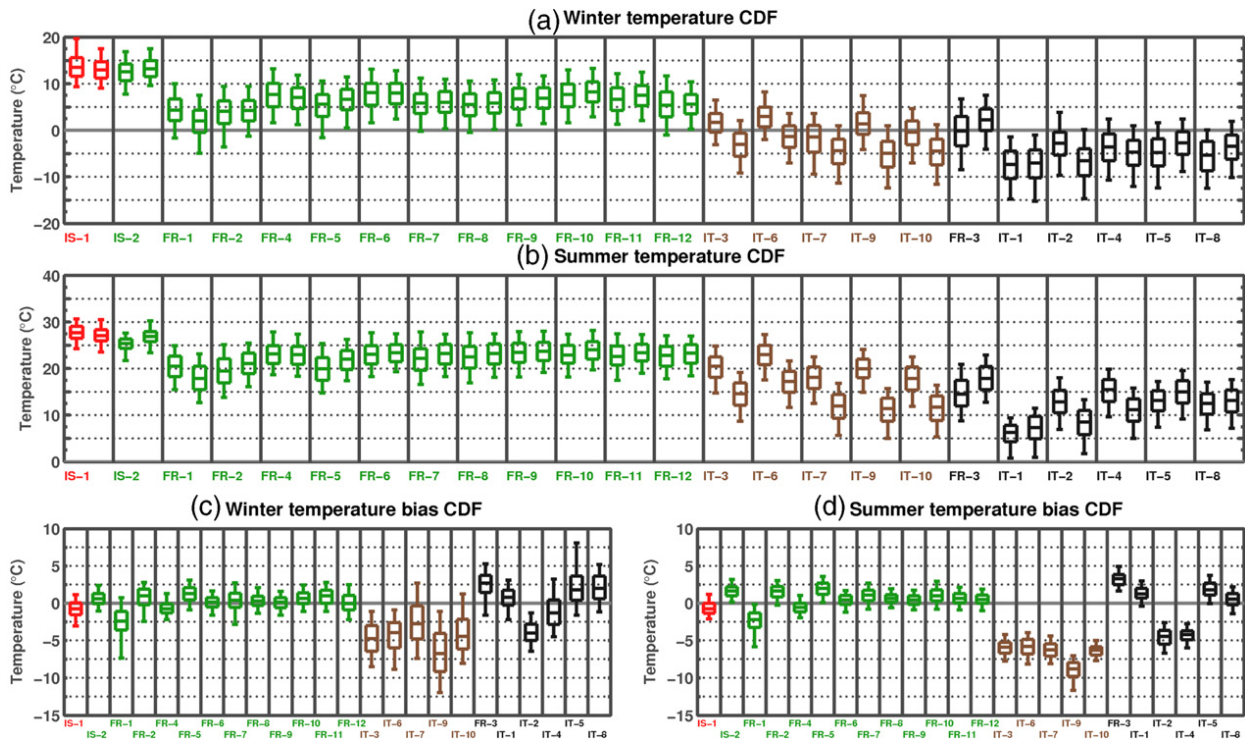 (a) Winter temperature CDF
Temperature (°C)
20
10
0
−10
−20
IS−1 IS−2 FR−1 FR−2 FR−4 FR−5 FR−6 FR−7 FR−8 FR−9 FR−10 FR−11 FR−12 IT−3 IT−6 IT−7 IT−9 IT−10 FR−3 IT−1 IT−2 IT−4 IT−5 IT−8
(b) Summer temperature CDF
Temperature (°C)
40
30
20
10
0
IS−1 IS−2 FR−1 FR−2 FR−4 FR−5 FR−6 FR−7 FR−8 FR−9 FR−10 FR−11 FR−12 IT−3 IT−6 IT−7 IT−9 IT−10 FR−3 IT−1 IT−2 IT−4 IT−5 IT−8
(c) Winter temperature bias CDF
Temperature (°C)
10
5
0
−5
−10
−15
IS−1 FR−1 FR−4 FR−6 FR−8 FR−10 FR−12 IT−6 IT−9 FR−3 IT−2 IT−5
IS−2 FR−2 FR−5 FR−7 FR−9 FR−11 IT−3 IT−7 IT−10 IT−1 IT−4 IT−8
(d) Summer temperature bias CDF
Temperature (°C)
10
5
0
−5
−10
−15
IS−1 FR−1 FR−4 FR−6 FR−8 FR−10 FR−12 IT−6 IT−9 FR−3 IT−2 IT−5
IS−2 FR−2 FR−5 FR−7 FR−9 FR−11 IT−3 IT−7 IT−10 IT−1 IT−4 IT−8